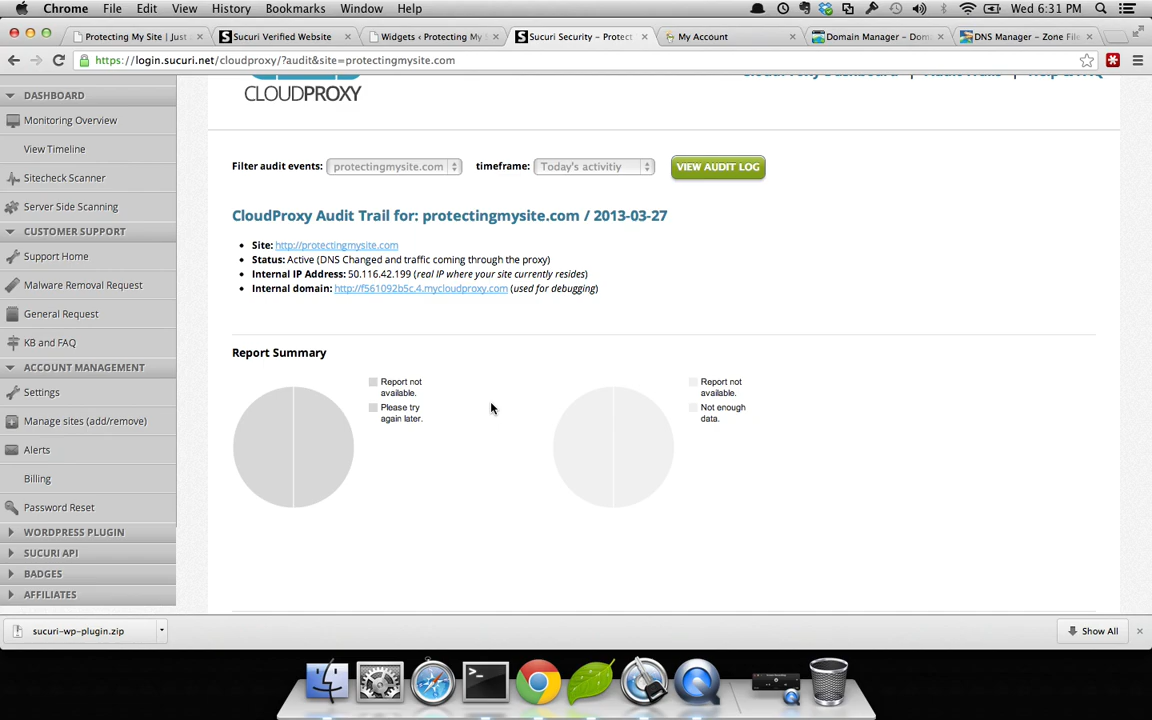 Chrome File Edit View History Bookmarks Window Help Wed 6:31 PM
Protecting My Site | Just Sucuri Verified Website Widgets ‹ Protecting My S Sucuri Security – Protect My Account Domain Manager – Dom DNS Manager – Zone File
https://login.sucuri.net/cloudproxy/?audit&site=protectingmysite.com
DASHBOARD
Monitoring Overview
View Timeline
Sitecheck Scanner
Server Side Scanning
CUSTOMER SUPPORT
Support Home
Malware Removal Request
General Request
KB and FAQ
ACCOUNT MANAGEMENT
Settings
Manage sites (add/remove)
Alerts
Billing
Password Reset
WORDPRESS PLUGIN
SUCURI API
BADGES
AFFILIATES
CLOUDPROXY
Filter audit events: protectingmysite.com timeframe: Today's activitiy VIEW AUDIT LOG
CloudProxy Audit Trail for: protectingmysite.com / 2013-03-27
Site: http://protectingmysite.com
Status: Active (DNS Changed and traffic coming through the proxy)
Internal IP Address: 50.116.42.199 (real IP where your site currently resides)
Internal domain: http://f561092b5c.4.mycloudproxy.com (used for debugging)
Report Summary
Report not
available.
Please try
again later.
Report not
available.
Not enough
data.
sucuri-wp-plugin.zip
Show All